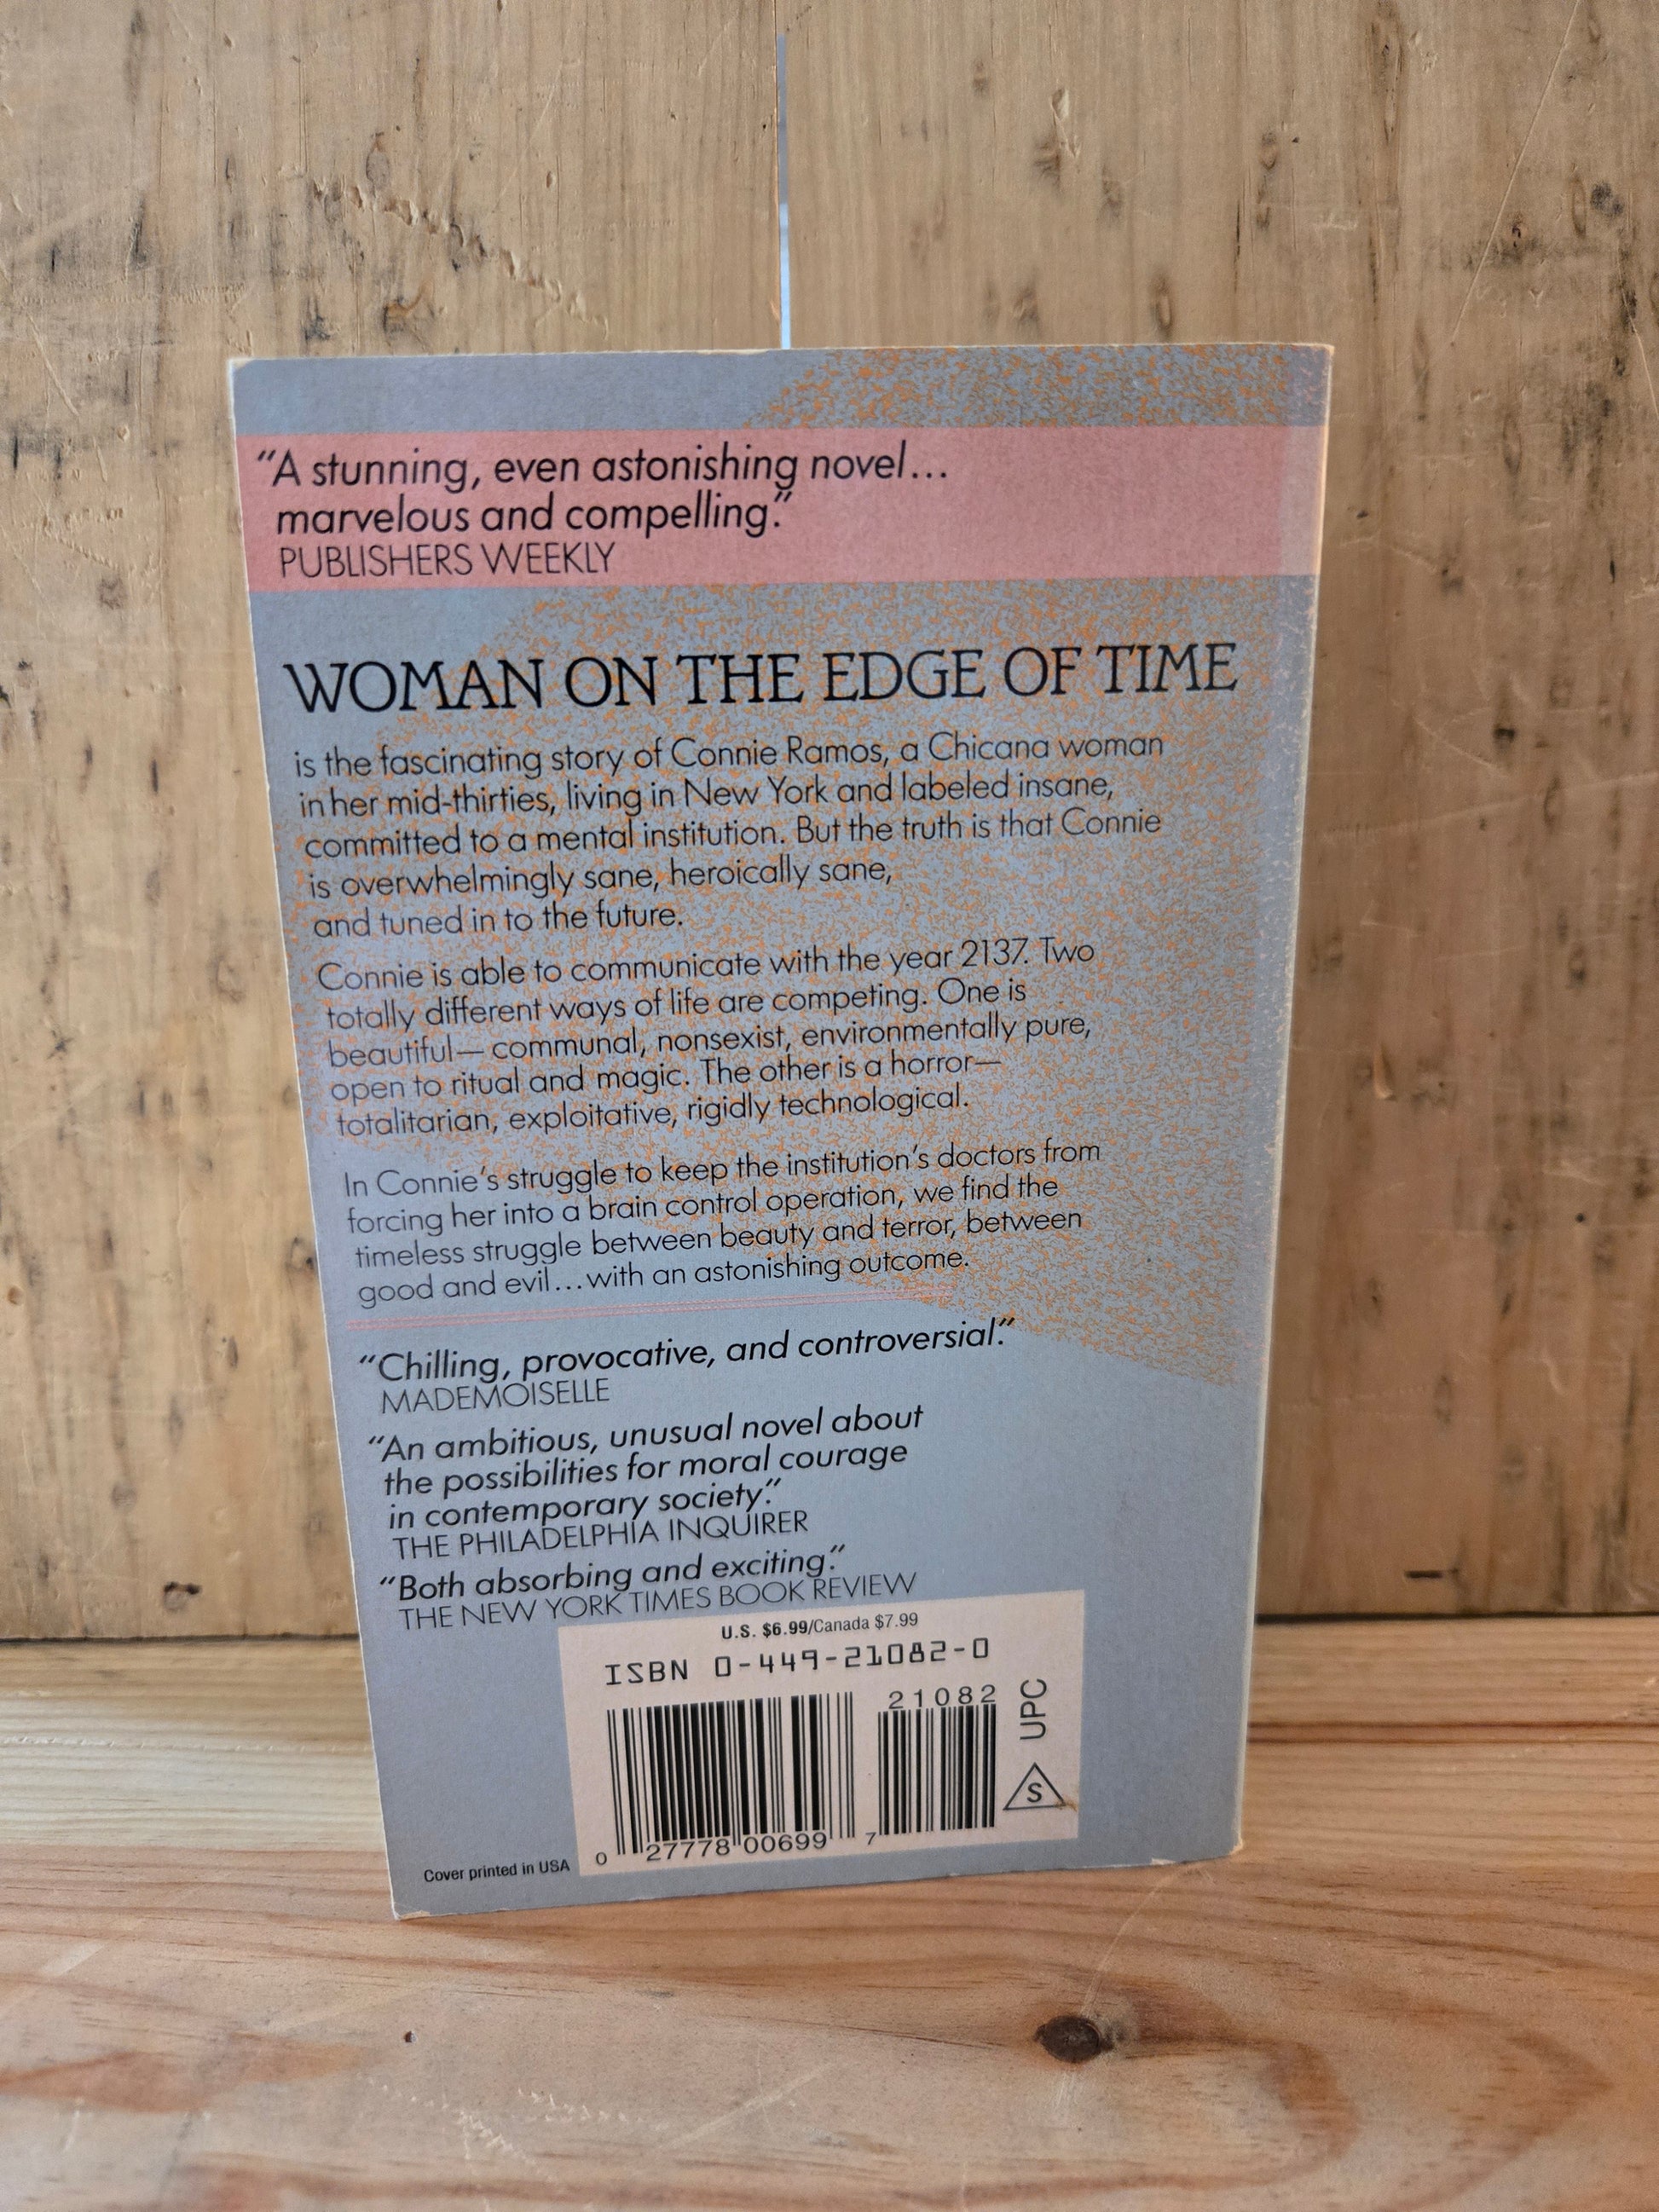 “A stunning, even astonishing novel...
marvelous and compelling.”
PUBLISHERS WEEKLY
WOMAN ON THE EDGE OF TIME
is the fascinating story of Connie Ramos, a Chicana woman
in her mid-thirties, living in New York and labeled insane,
committed to a mental institution. But the truth is that Connie
is overwhelmingly sane, heroically sane,
and tuned in to the future.
Connie is able to communicate with the year 2137. Two
totally different ways of life are competing. One is
beautiful—communal, nonsexist, environmentally pure,
open to ritual and magic. The other is a horror—
totalitarian, exploitative, rigidly technological.
In Connie’s struggle to keep the institution’s doctors from
forcing her into a brain control operation, we find the
timeless struggle between beauty and terror, between
good and evil...with an astonishing outcome.
“Chilling, provocative, and controversial.”
MADEMOISELLE
“An ambitious, unusual novel about
the possibilities for moral courage
in contemporary society.”
THE PHILADELPHIA INQUIRER
“Both absorbing and exciting.”
THE NEW YORK TIMES BOOK REVIEW
U.S. $6.99/Canada $7.99
ISBN 0-449-21082-0
21082
UPC
S
0 27778 00699 7
Cover printed in USA